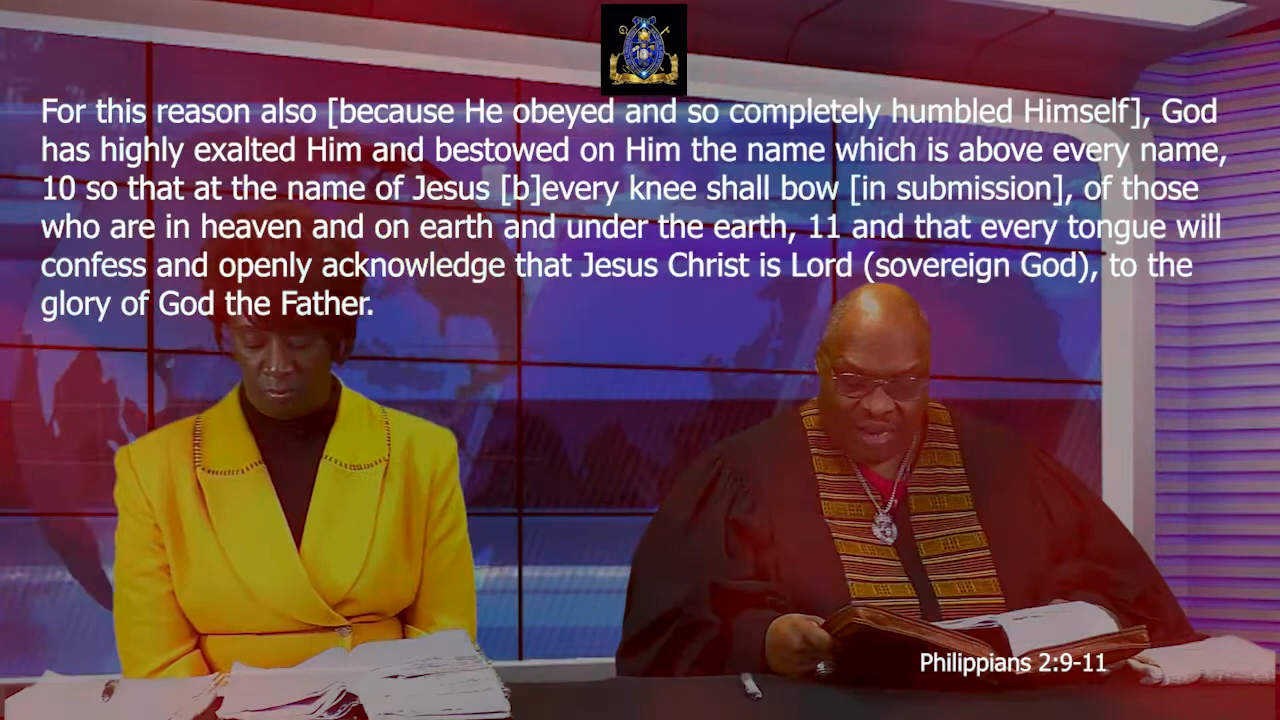 For this reason also [because He obeyed and so completely humbled Himself], God
has highly exalted Him and bestowed on Him the name which is above every name,
10 so that at the name of Jesus [b]every knee shall bow [in submission], of those
who are in heaven and on earth and under the earth, 11 and that every tongue will
confess and openly acknowledge that Jesus Christ is Lord (sovereign God), to the
glory of God the Father.
Philippians 2:9-11